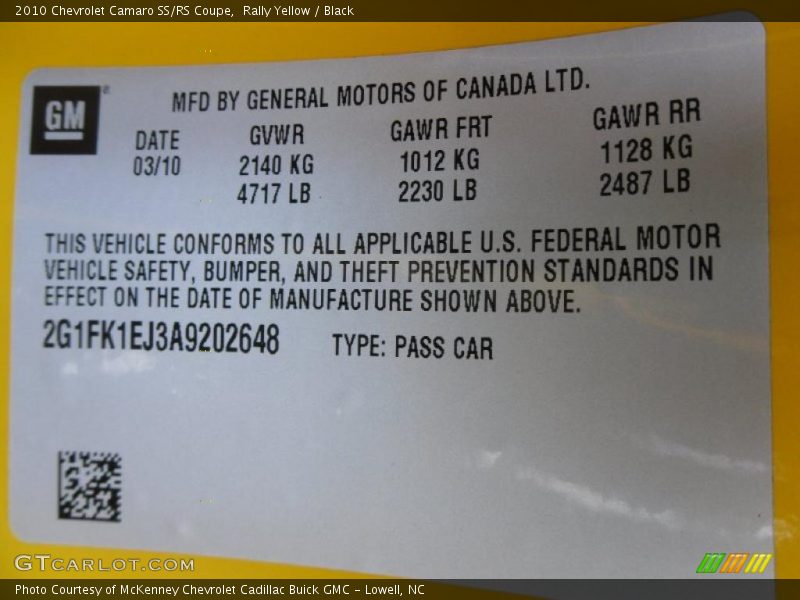 2010 Chevrolet Camaro SS/RS Coupe,  Rally Yellow / Black
GM®
MFD BY GENERAL MOTORS OF CANADA LTD.
DATE GVWR GAWR FRT GAWR RR
03/10 2140 KG 1012 KG 1128 KG
4717 LB 2230 LB 2487 LB
THIS VEHICLE CONFORMS TO ALL APPLICABLE U.S. FEDERAL MOTOR
VEHICLE SAFETY, BUMPER, AND THEFT PREVENTION STANDARDS IN
EFFECT ON THE DATE OF MANUFACTURE SHOWN ABOVE.
2G1FK1EJ3A9202648 TYPE: PASS CAR
GTCARLOT.COM
Photo Courtesy of McKenney Chevrolet Cadillac Buick GMC - Lowell, NC